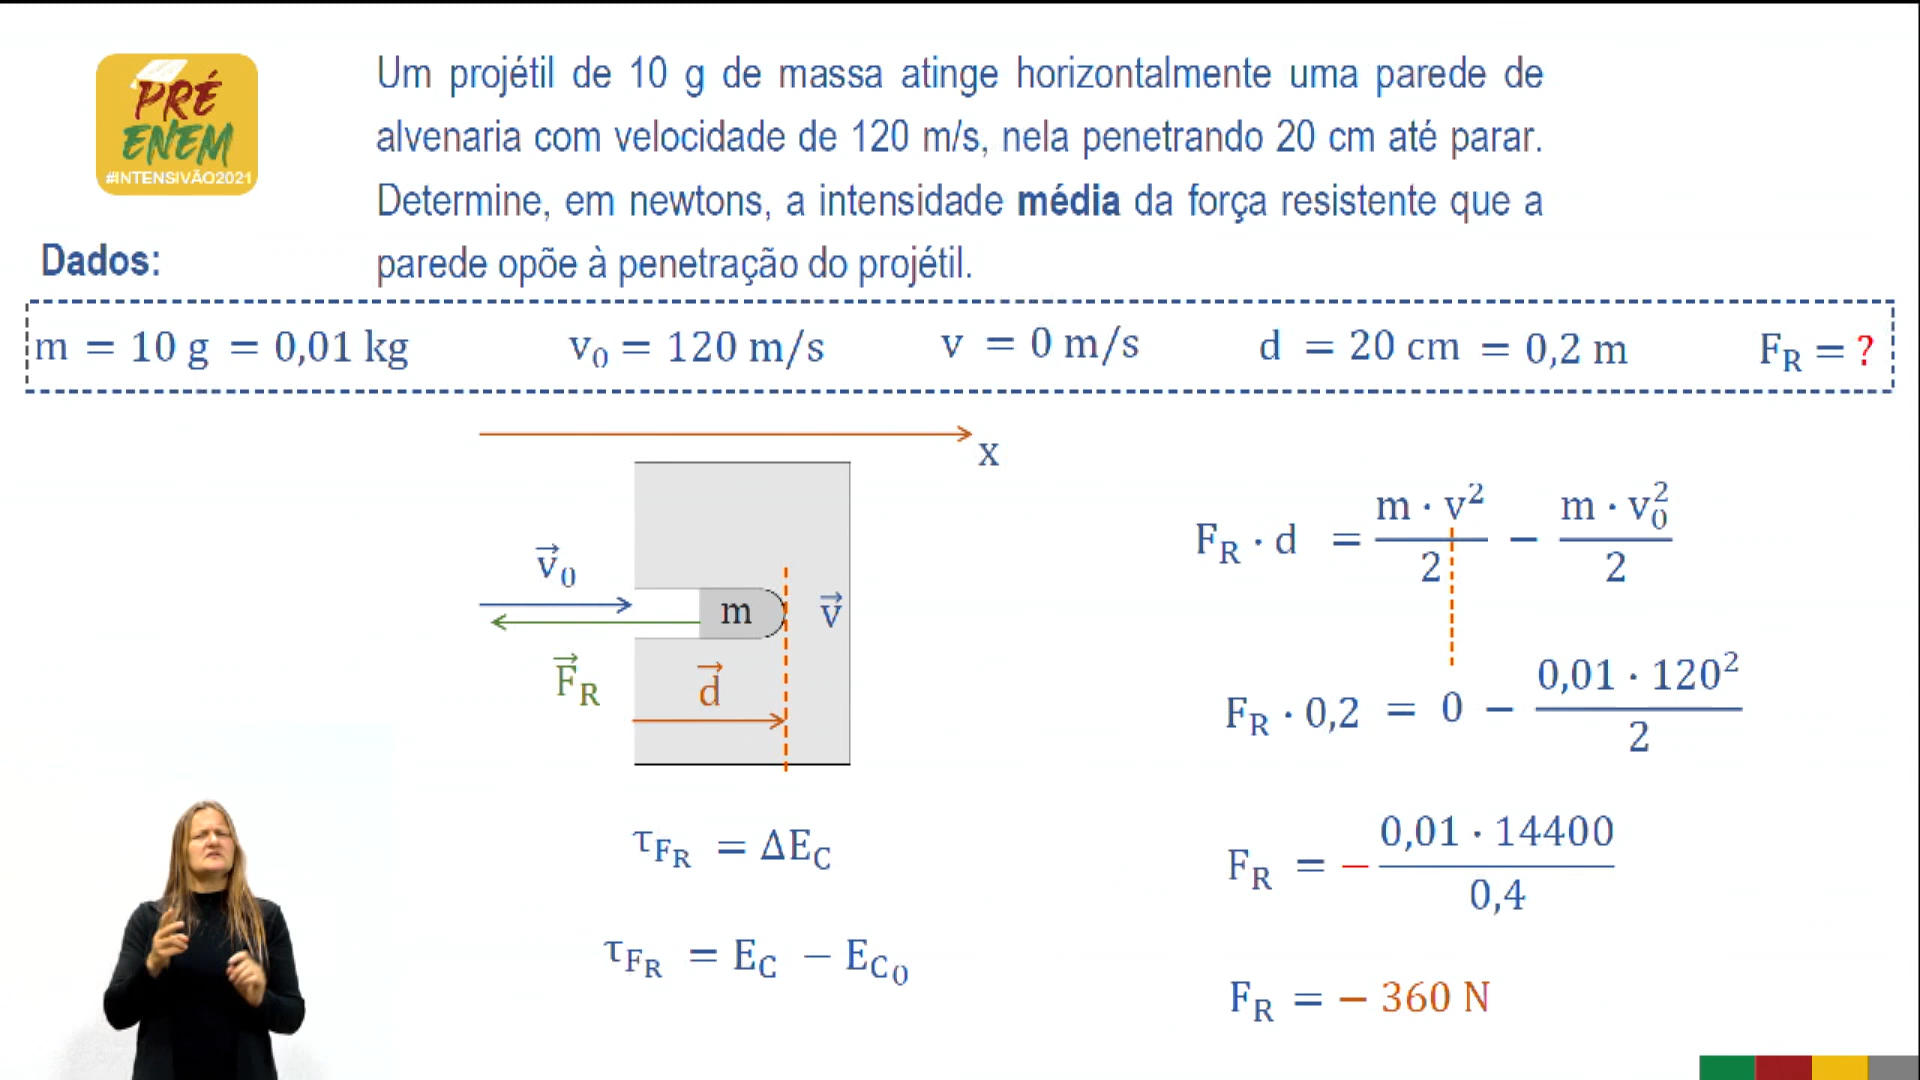 PRÉ
ENEM
#INTENSIVÃO2021
Um projétil de 10 g de massa atinge horizontalmente uma parede de
alvenaria com velocidade de 120 m/s, nela penetrando 20 cm até parar.
Determine, em newtons, a intensidade média da força resistente que a
parede opõe à penetração do projétil.
Dados:
m = 10 g = 0,01 kg v₀ = 120 m/s v = 0 m/s d = 20 cm = 0,2 m F_R = ?
x
v⃗₀
m
v⃗
F⃗_R
d⃗
τ_F_R = ΔE_C
τ_F_R = E_C − E_C₀
F_R · d = m · v²/2 − m · v₀²/2
F_R · 0,2 = 0 − 0,01 · 120²/2
F_R = − 0,01 · 14400/0,4
F_R = − 360 N